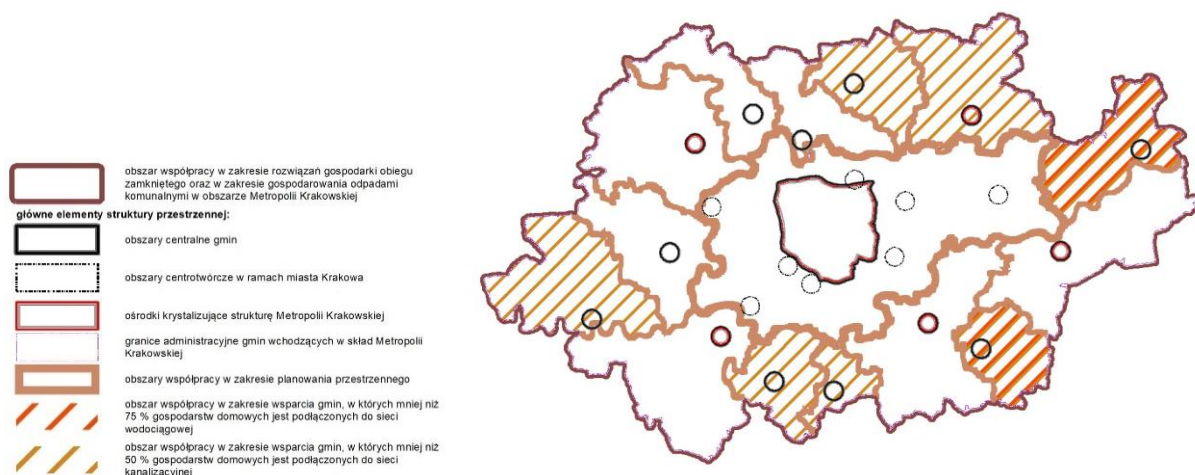 obszar współpracy w zakresie rozwiązań gospodarki obiegu
zamkniętego oraz w zakresie gospodarowania odpadami
komunalnymi w obszarze Metropolii Krakowskiej
główne elementy struktury przestrzennej:
obszary centralne gmin
obszary centrotwórcze w ramach miasta Krakowa
ośrodki krystalizujące strukturę Metropolii Krakowskiej
granice administracyjne gmin wchodzących w skład Metropolii
Krakowskiej
obszary współpracy w zakresie planowania przestrzennego
obszar współpracy w zakresie wsparcia gmin, w których mniej niż
75 % gospodarstw domowych jest podłączonych do sieci
wodociągowej
obszar współpracy w zakresie wsparcia gmin, w których mniej niż
50 % gospodarstw domowych jest podłączonych do sieci
kanalizacyjnej